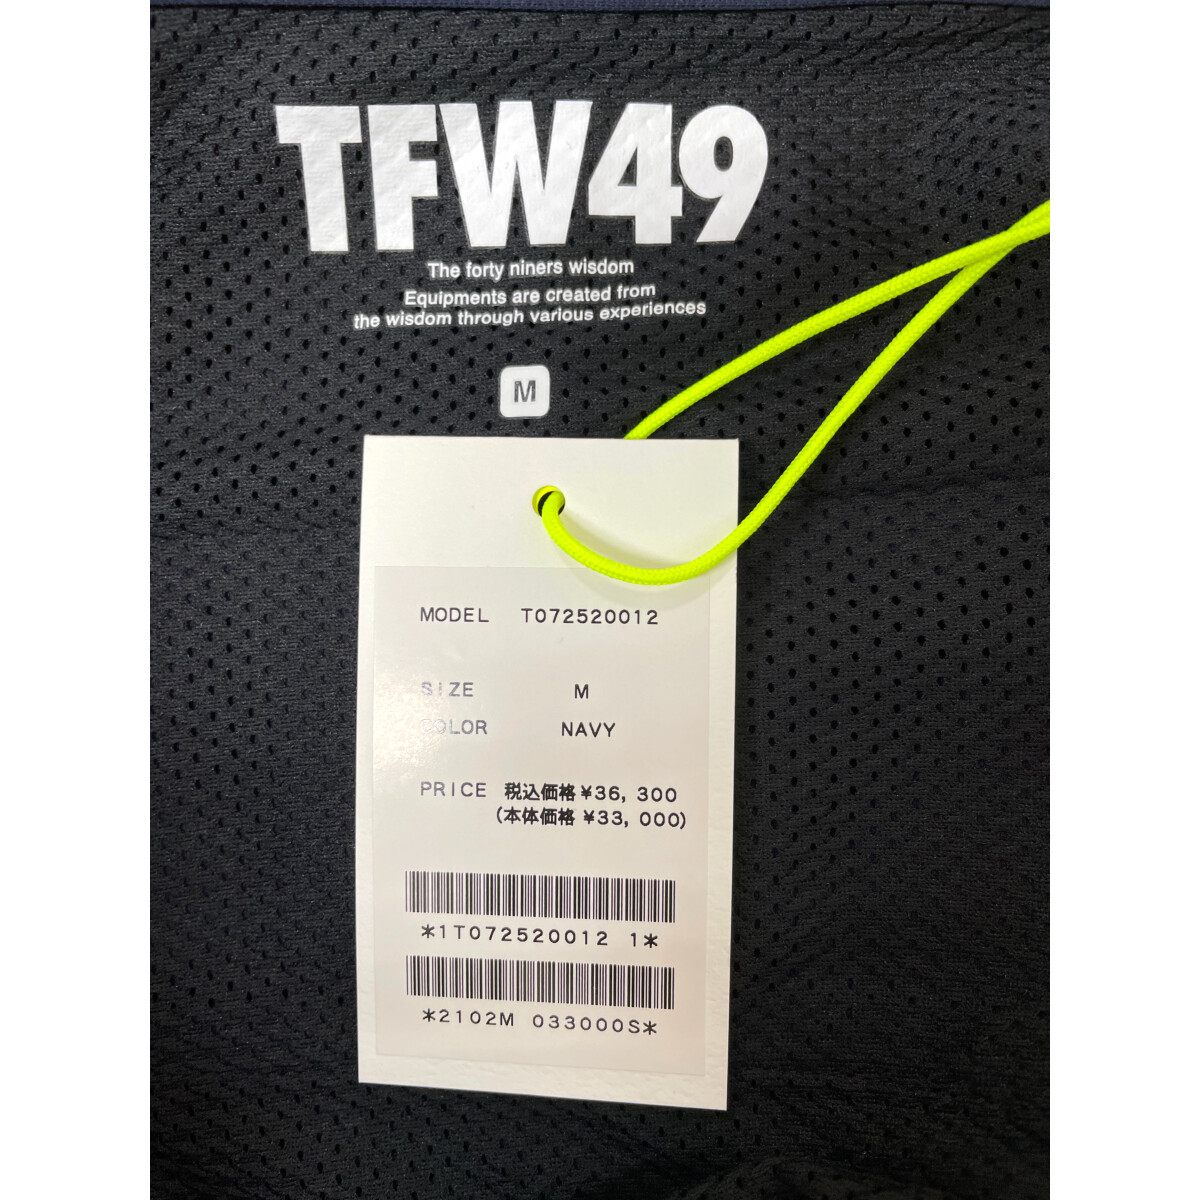 TFW49
The forty niners wisdom
Equipments are created from
the wisdom through various experiences
M
MODEL T072520012
SIZE M
COLOR NAVY
PRICE 税込価格 ¥36, 300
(本体価格 ¥33, 000)
*1T072520012 1*
*2102M 033000S*